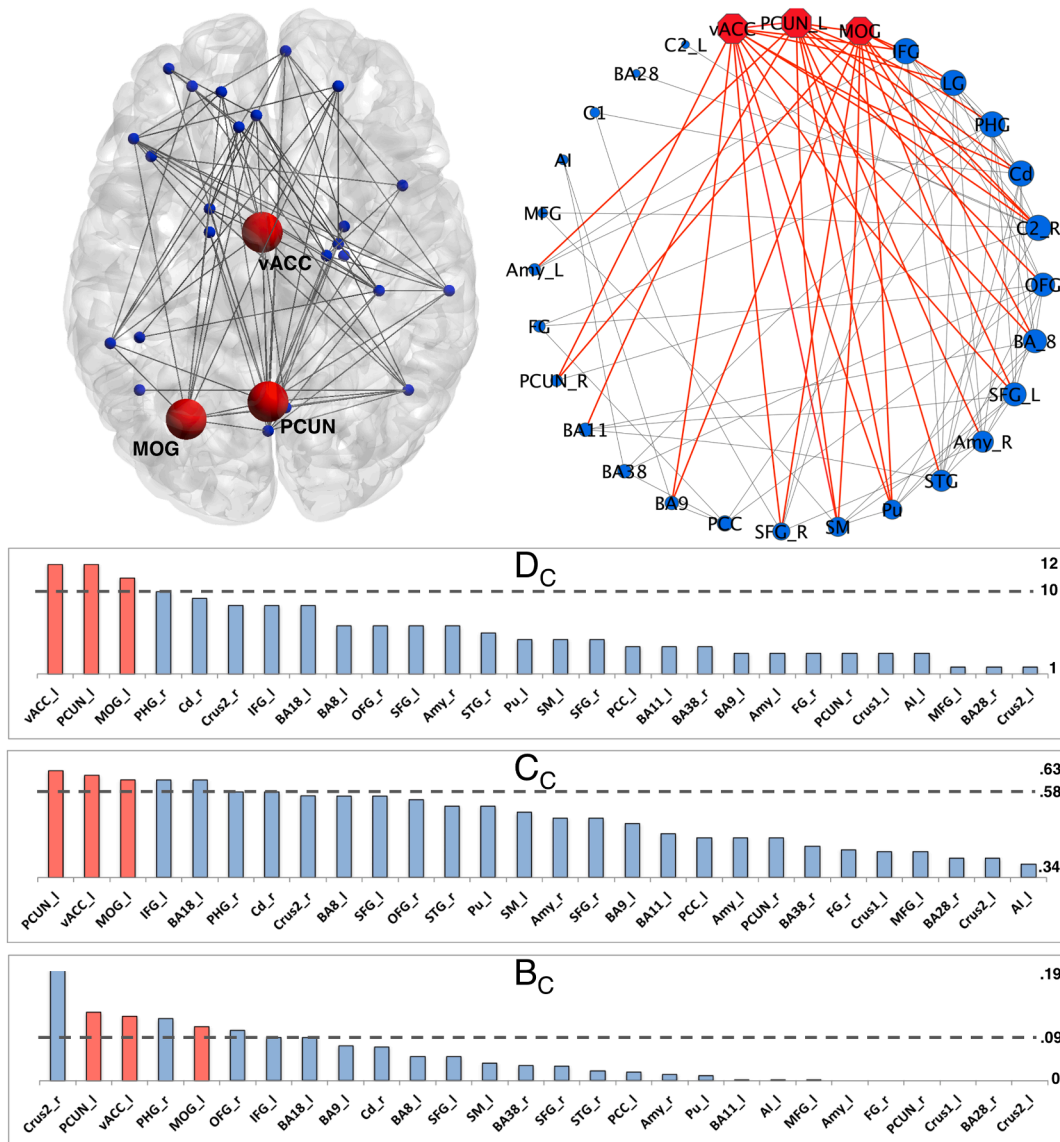 vACC
MOG
PCUN
vACC
PCUN_L
MOG
IFG
LG
PHG
Cd
C2_R
OFG
BA_8
SFG_L
Amy_R
STG
Pu
SM
SFG_R
PCC
BA9
BA38
BA11
PCUN_R
FG
Amy_L
MFG
AI
C1
BA28
C2_L
DC
12
10
1
vACC_l PCUN_l MOG_l PHG_r Cd_r Crus2_r IFG_l BA18_l BA8_l OFG_r SFG_l Amy_r STG_r Pu_l SM_l SFG_r PCC_l BA11_l BA38_r BA9_l Amy_l FG_r PCUN_r Crus1_l AI_l MFG_l BA28_r Crus2_l
CC
.63
.58
.34
PCUN_l vACC_l MOG_l IFG_l BA18_l PHG_r Cd_r Crus2_r BA8_l SFG_l OFG_r STG_r Pu_l SM_l Amy_r SFG_r BA9_l BA11_l PCC_l Amy_l PCUN_r BA38_r FG_r Crus1_l MFG_l BA28_r Crus2_l AI_l
BC
.19
.09
0
Crus2_r PCUN_l vACC_l PHG_r MOG_l OFG_r IFG_l BA18_l BA9_l Cd_r BA8_l SFG_l SM_l BA38_r SFG_r STG_r PCC_l Amy_r Pu_l BA11_l AI_l MFG_l Amy_l FG_r PCUN_r Crus1_l BA28_r Crus2_l